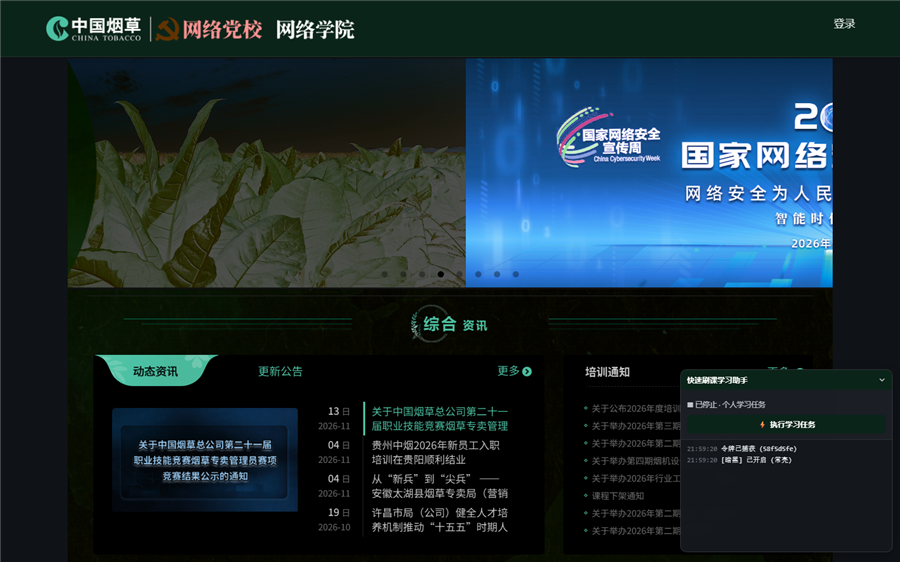 中国烟草
CHINA TOBACCO
网络党校
网络学院
登录
国家网络安全
宣传周
China Cybersecurity Week
国家网络
网络安全为人民
智能时
2026年
综合 资讯
动态资讯
更新公告
更多
关于中国烟草总公司第二十一届
职业技能竞赛烟草专卖管理员赛项
竞赛结果公示的通知
13 日
2026-11
关于中国烟草总公司第二十一
届职业技能竞赛烟草专卖管理
04 日
2026-11
贵州中烟2026年新员工入职
培训在贵阳顺利结业
04 日
2026-11
从“新兵”到“尖兵” ——
安徽太湖县烟草专卖局（营销
19 日
2026-10
许昌市局（公司）健全人才培
养机制推动“十五五”时期人
培训通知
关于公布2026年度培训
关于举办2026年第三期
关于举办2026年第二期
关于举办第四期烟机设
关于举办2026年行业工
课程下架通知
关于举办2026年第二期
关于举办2026年第二期
快速刷课学习助手
已停止 · 个人学习任务
执行学习任务
21:59:20 令牌已捕获 (58f5d5fe)
21:59:20 [暗黑] 已开启 (苯壳)